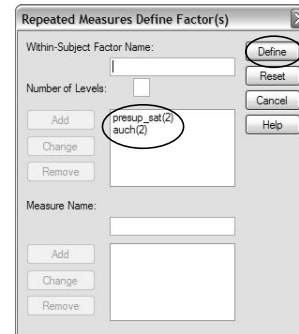 Repeated Measures Define Factor(s)
Within-Subject Factor Name:
Define
Reset
Number of Levels:
Cancel
Add
presup_sat(2)
Help
auch(2)
Change
Remove
Measure Name:
Add
Change
Remove